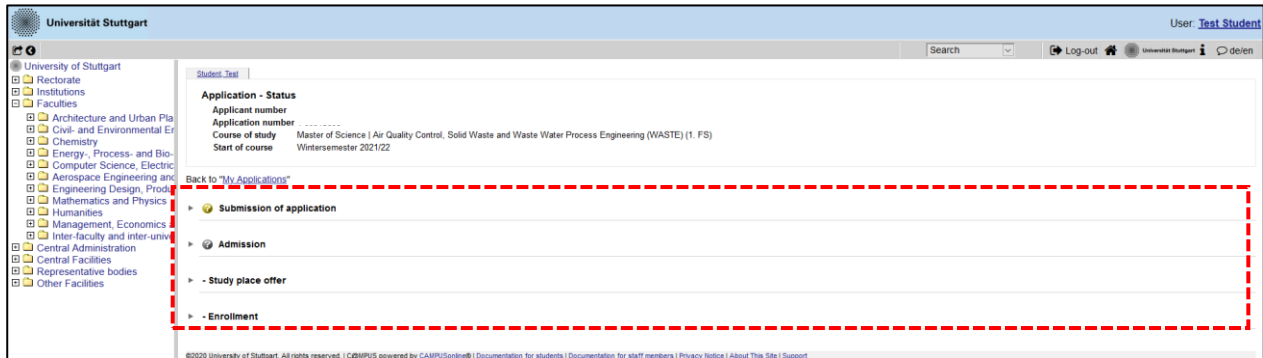 Universität Stuttgart
User: Test Student
Search
Log-out
Universität Stuttgart
de/en
University of Stuttgart
Rectorate
Institutions
Faculties
Architecture and Urban Pla
Civil- and Environmental Er
Chemistry
Energy-, Process- and Bio-
Computer Science, Electric
Aerospace Engineering and
Engineering Design, Produ
Mathematics and Physics
Humanities
Management, Economics a
Inter-faculty and inter-unive
Central Administration
Central Facilities
Representative bodies
Other Facilities
Student, Test
Application - Status
Applicant number
Application number
Course of study Master of Science | Air Quality Control, Solid Waste and Waste Water Process Engineering (WASTE) (1. FS)
Start of course Wintersemester 2021/22
Back to "My Applications"
Submission of application
Admission
- Study place offer
- Enrollment
©2020 University of Stuttgart. All rights reserved. | C@MPUS powered by CAMPUSonline® | Documentation for students | Documentation for staff members | Privacy Notice | About This Site | Support